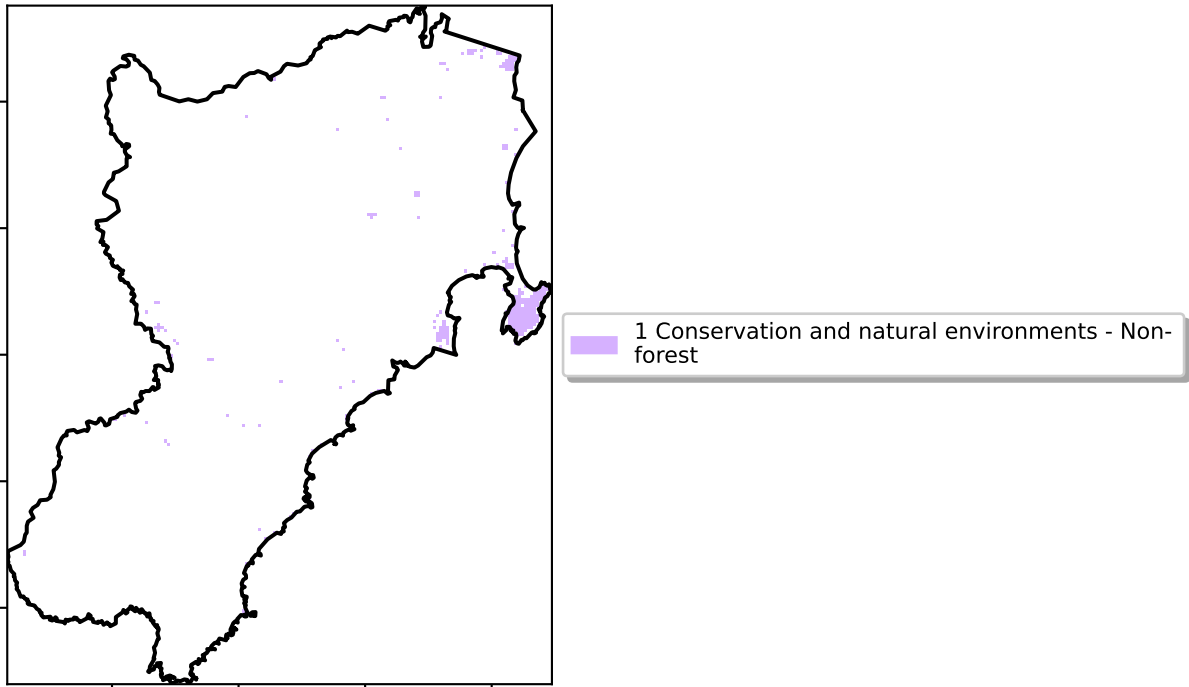 1 Conservation and natural environments - Non-
forest